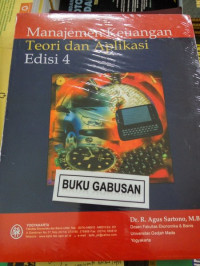 Manajemen Keuangan
Teori dan Aplikasi
Edisi 4
BUKU GABUSAN
Dr. R. Agus Sartono, M.B
Dosen Fakultas Ekonomika & Bisnis
Universitas Gadjah Mada
Yogyakarta
YOGYAKARTA